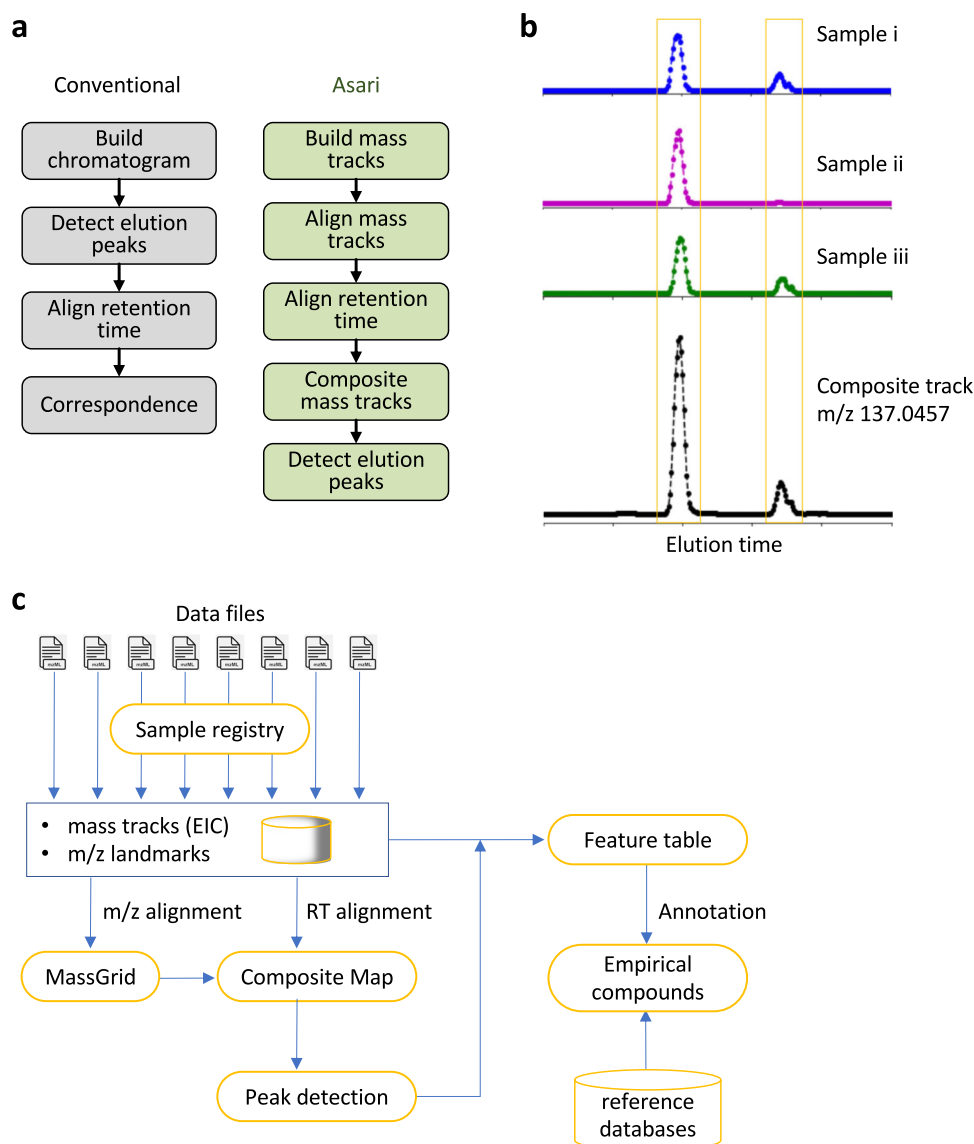 a
Conventional
Build
chromatogram
Detect elution
peaks
Align retention
time
Correspondence
Asari
Build mass
tracks
Align mass
tracks
Align retention
time
Composite
mass tracks
Detect elution
peaks
b
Sample i
Sample ii
Sample iii
Composite track
m/z 137.0457
Elution time
c
Data files
mzML mzML mzML mzML mzML mzML mzML mzML
Sample registry
• mass tracks (EIC)
• m/z landmarks
Feature table
m/z alignment
RT alignment
Annotation
MassGrid
Composite Map
Empirical
compounds
Peak detection
reference
databases